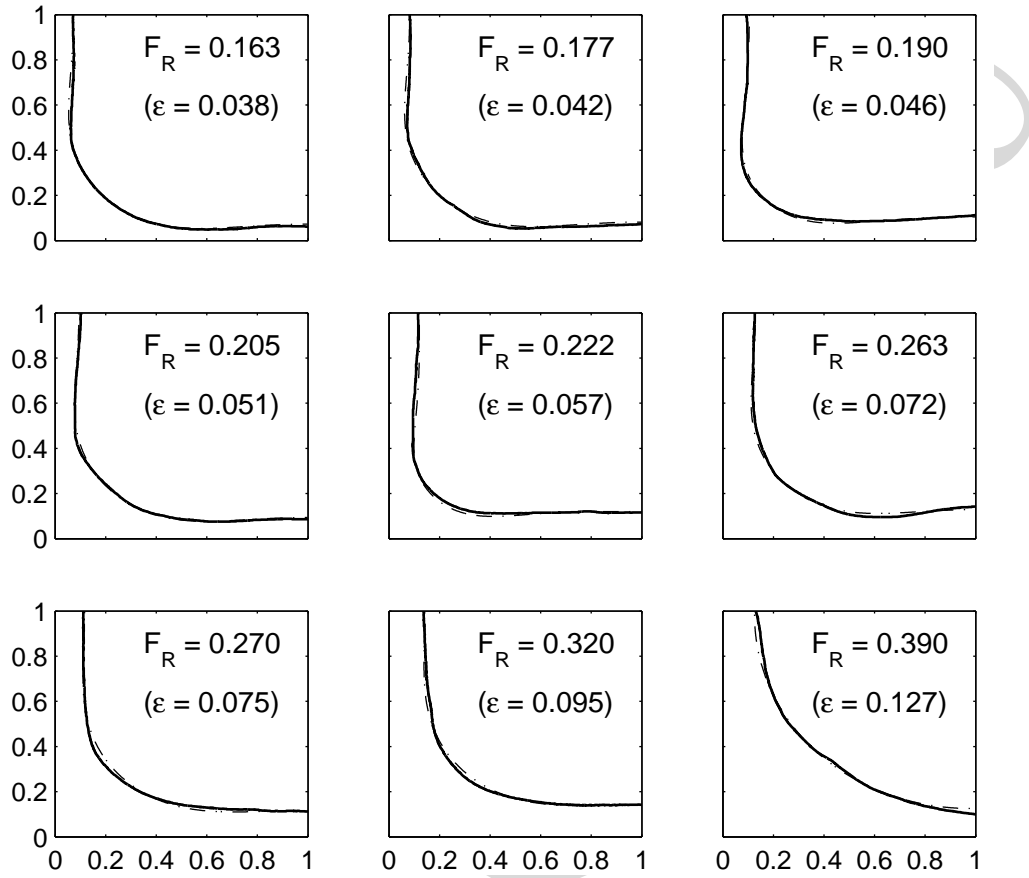 1
0.8
0.6
0.4
0.2
0
F_R = 0.163
(ε = 0.038)
F_R = 0.177
(ε = 0.042)
F_R = 0.190
(ε = 0.046)
1
0.8
0.6
0.4
0.2
0
F_R = 0.205
(ε = 0.051)
F_R = 0.222
(ε = 0.057)
F_R = 0.263
(ε = 0.072)
1
0.8
0.6
0.4
0.2
0
F_R = 0.270
(ε = 0.075)
F_R = 0.320
(ε = 0.095)
F_R = 0.390
(ε = 0.127)
0 0.2 0.4 0.6 0.8 1
0 0.2 0.4 0.6 0.8 1
0 0.2 0.4 0.6 0.8 1